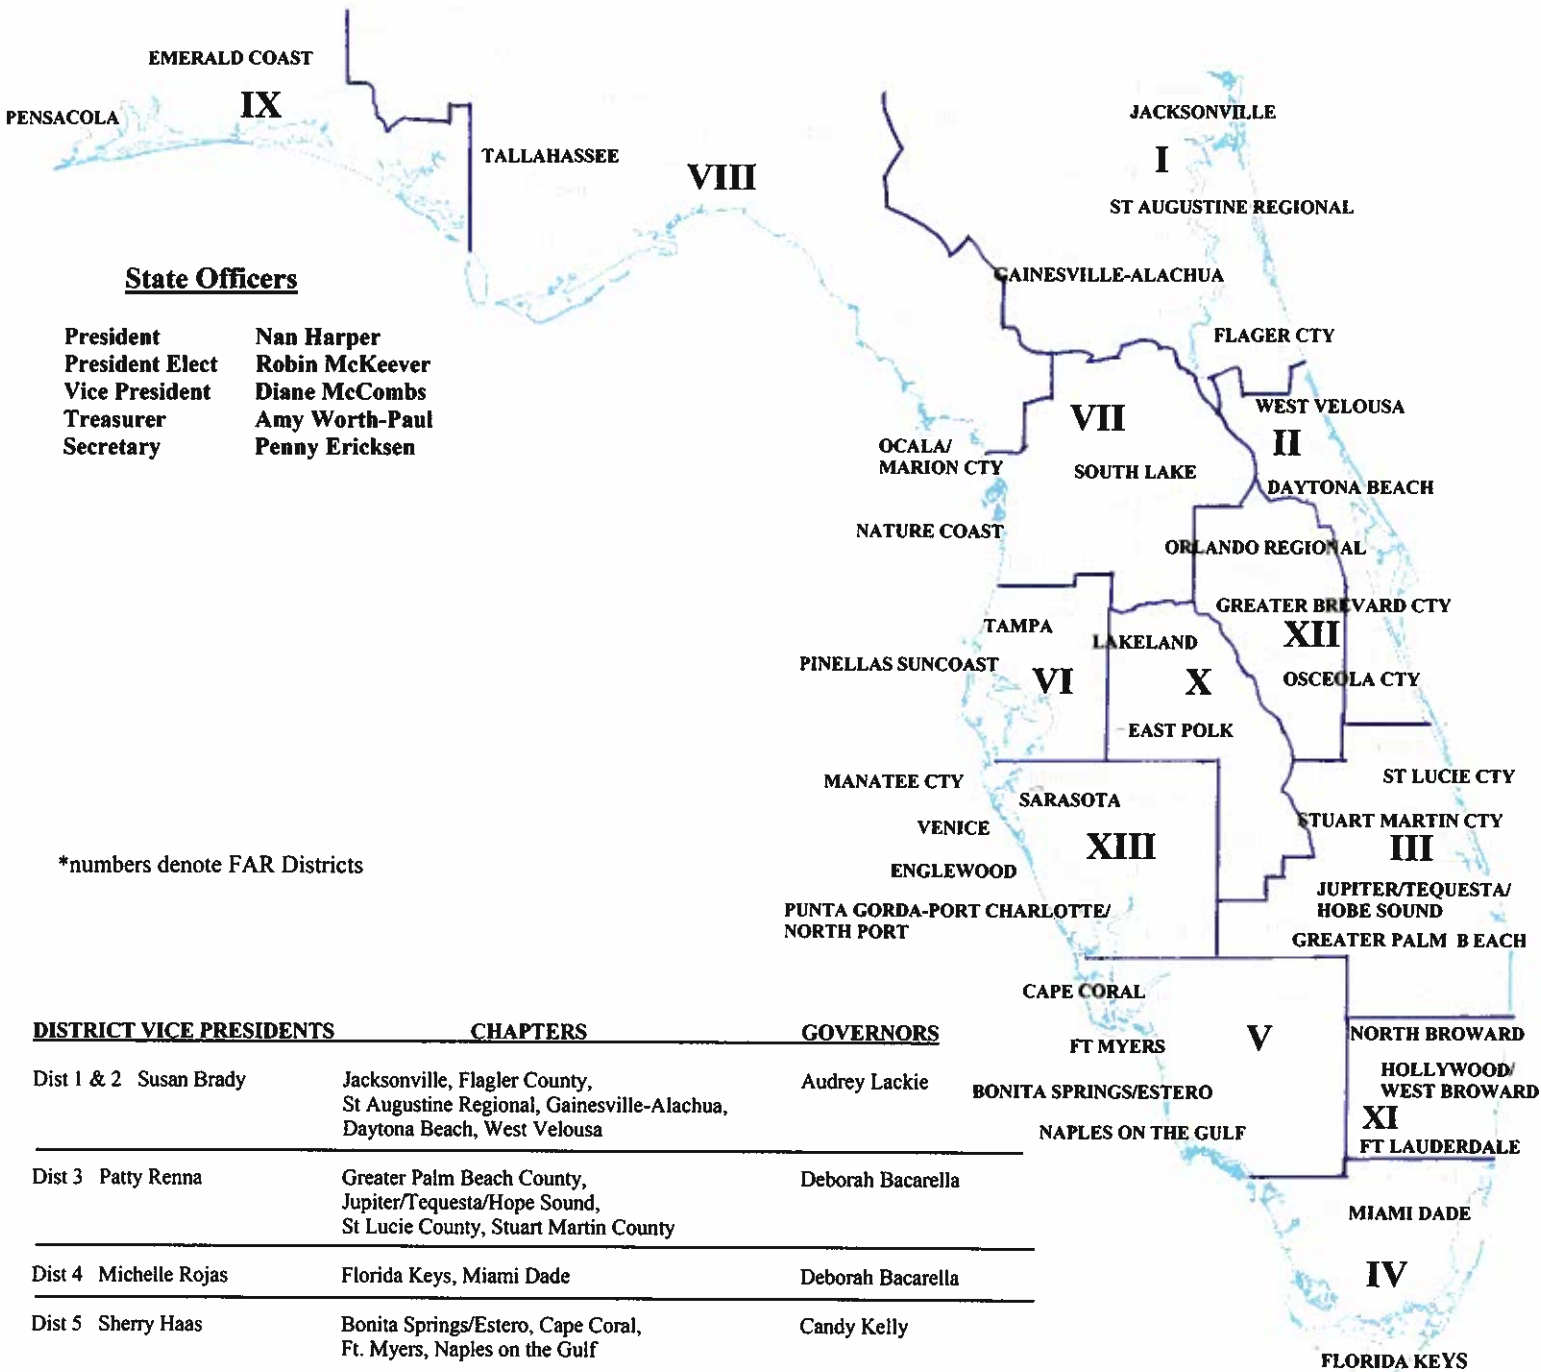 EMERALD COAST
IX
PENSACOLA
TALLAHASSEE
VIII
JACKSONVILLE
I
ST AUGUSTINE REGIONAL
GAINESVILLE-ALACHUA
FLAGER CTY
State Officers
President Nan Harper
President Elect Robin McKeever
Vice President Diane McCombs
Treasurer Amy Worth-Paul
Secretary Penny Ericksen
VII
WEST VELOUSA
II
OCALA/
MARION CTY
SOUTH LAKE
DAYTONA BEACH
NATURE COAST
ORLANDO REGIONAL
GREATER BREVARD CTY
TAMPA
LAKELAND
XII
PINELLAS SUNCOAST
VI
X
OSCEOLA CTY
EAST POLK
MANATEE CTY
ST LUCIE CTY
SARASOTA
VENICE
STUART MARTIN CTY
XIII
III
*numbers denote FAR Districts
ENGLEWOOD
JUPITER/TEQUESTA/
HOBE SOUND
PUNTA GORDA-PORT CHARLOTTE/
NORTH PORT
GREATER PALM B EACH
CAPE CORAL
V
FT MYERS
NORTH BROWARD
HOLLYWOOD/
WEST BROWARD
BONITA SPRINGS/ESTERO
XI
NAPLES ON THE GULF
FT LAUDERDALE
MIAMI DADE
IV
FLORIDA KEYS
DISTRICT VICE PRESIDENTS CHAPTERS GOVERNORS
Dist 1 & 2 Susan Brady Jacksonville, Flagler County, Audrey Lackie
St Augustine Regional, Gainesville-Alachua,
Daytona Beach, West Velousa
Dist 3 Patty Renna Greater Palm Beach County, Deborah Bacarella
Jupiter/Tequesta/Hope Sound,
St Lucie County, Stuart Martin County
Dist 4 Michelle Rojas Florida Keys, Miami Dade Deborah Bacarella
Dist 5 Sherry Haas Bonita Springs/Estero, Cape Coral, Candy Kelly
Ft. Myers, Naples on the Gulf